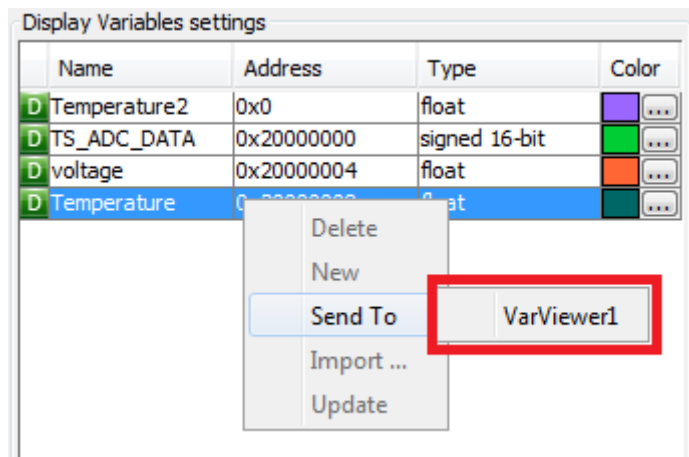 Display Variables settings
Name Address Type Color
D Temperature2 0x0 float ...
D TS_ADC_DATA 0x20000000 signed 16-bit ...
D voltage 0x20000004 float ...
D Temperature ...
Delete
New
Send To VarViewer1
Import ...
Update